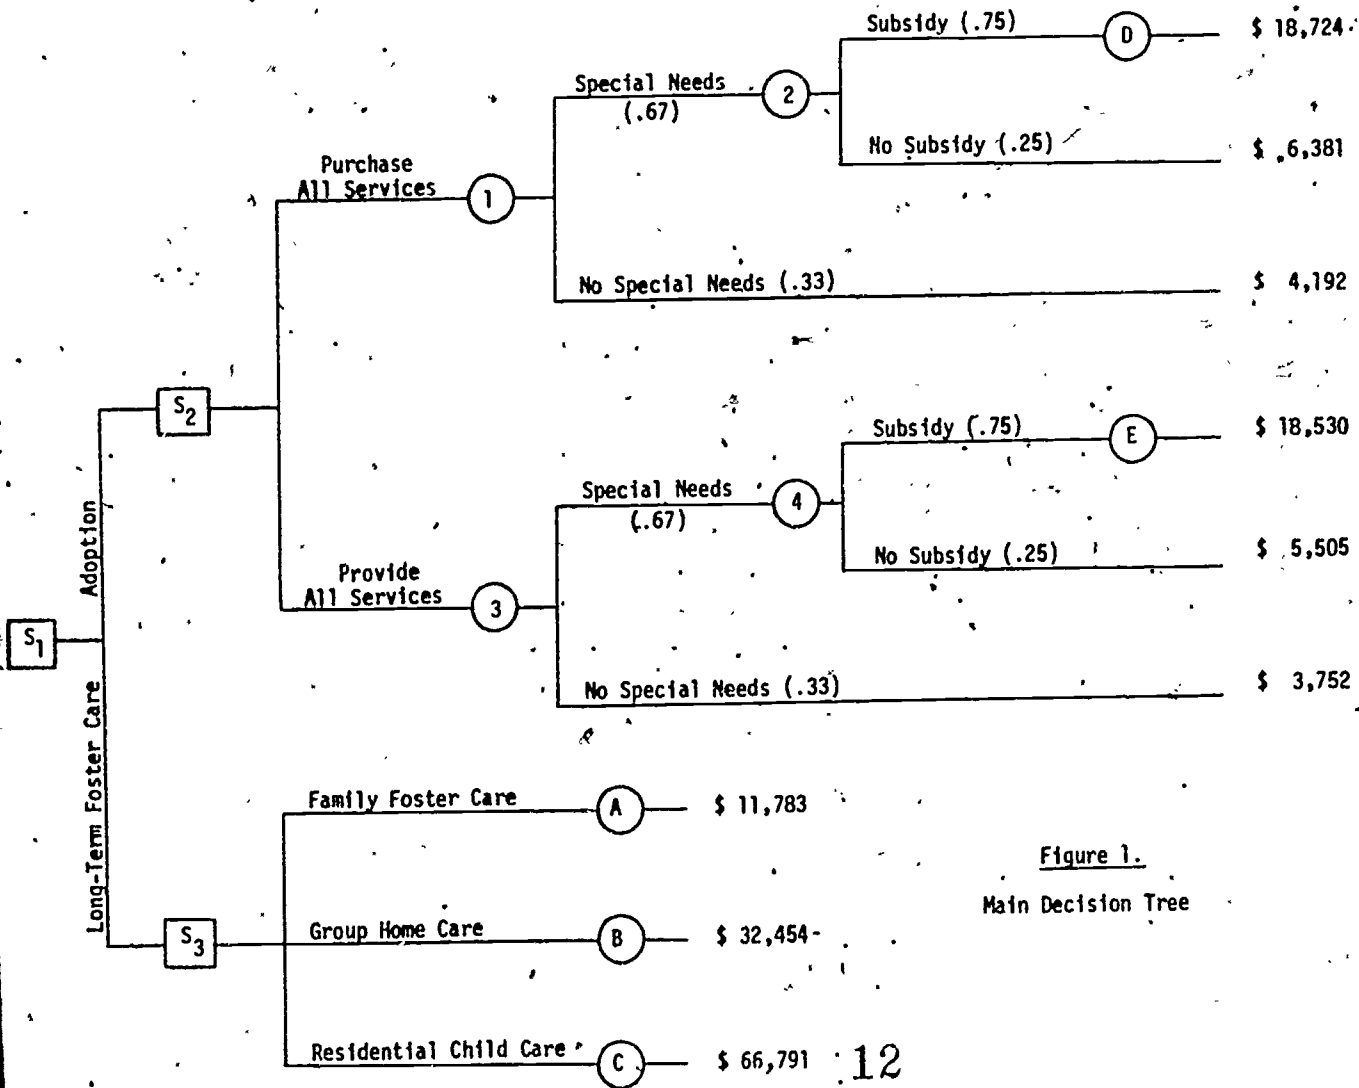 Subsidy (.75)
D
$ 18,724
Special Needs
(.67)
2
No Subsidy (.25)
$ 6,381
Purchase
All Services
1
No Special Needs (.33)
$ 4,192
S2
Adoption
Subsidy (.75)
E
$ 18,530
Special Needs
(.67)
4
No Subsidy (.25)
$ 5,505
Provide
All Services
3
No Special Needs (.33)
$ 3,752
S1
Long-Term Foster Care
Family Foster Care
A
$ 11,783
S3
Group Home Care
B
$ 32,454
Residential Child Care
C
$ 66,791
Figure 1.
Main Decision Tree
12